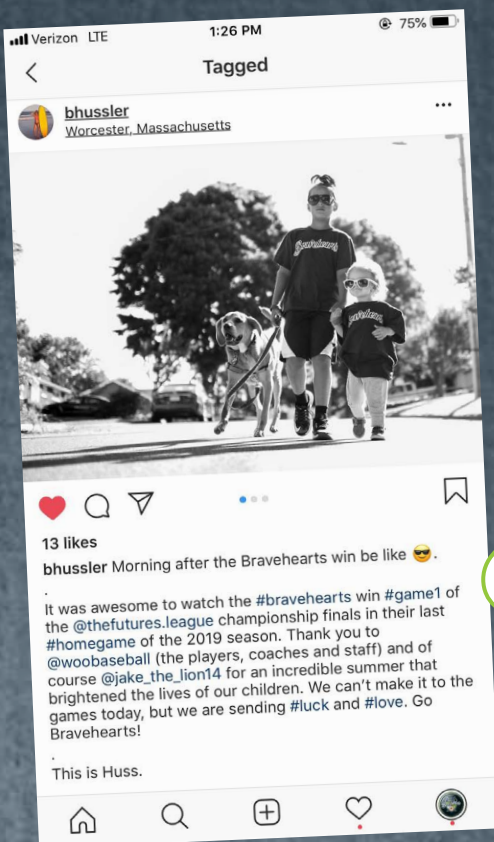 Verizon LTE 1:26 PM 75%
Tagged
bhussler
Worcester, Massachusetts
Bravehearts
13 likes
bhussler Morning after the Bravehearts win be like 😎.
.
It was awesome to watch the #bravehearts win #game1 of
the @thefutures.league championship finals in their last
#homegame of the 2019 season. Thank you to
@woobaseball (the players, coaches and staff) and of
course @jake_the_lion14 for an incredible summer that
brightened the lives of our children. We can't make it to the
games today, but we are sending #luck and #love. Go
Bravehearts!
.
This is Huss.